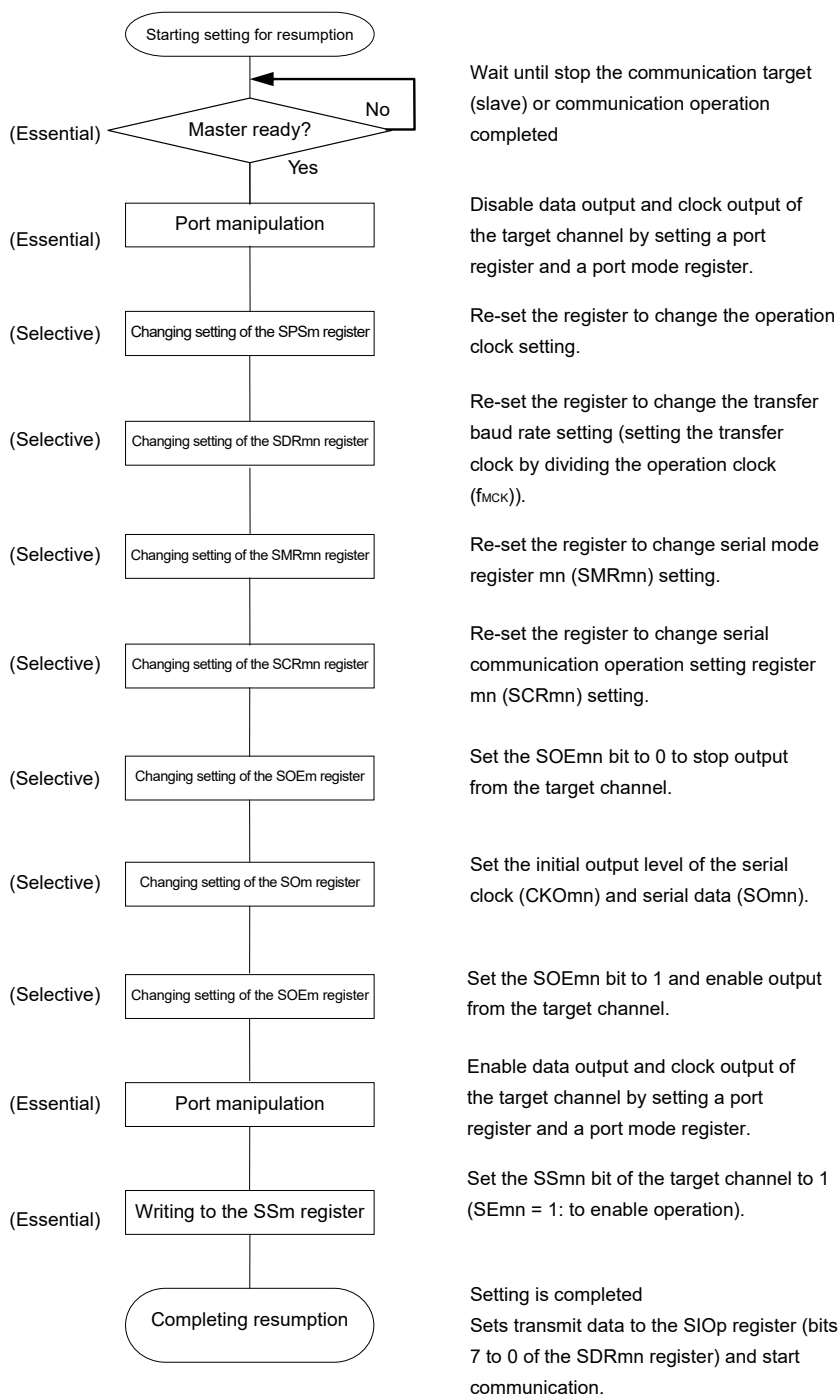 Starting setting for resumption
Wait until stop the communication target
(slave) or communication operation
completed
No
(Essential)
Master ready?
Yes
Disable data output and clock output of
the target channel by setting a port
register and a port mode register.
(Essential)
Port manipulation
Re-set the register to change the operation
clock setting.
(Selective)
Changing setting of the SPSm register
Re-set the register to change the transfer
baud rate setting (setting the transfer
clock by dividing the operation clock
(fMCK)).
(Selective)
Changing setting of the SDRmn register
Re-set the register to change serial mode
register mn (SMRmn) setting.
(Selective)
Changing setting of the SMRmn register
Re-set the register to change serial
communication operation setting register
mn (SCRmn) setting.
(Selective)
Changing setting of the SCRmn register
Set the SOEmn bit to 0 to stop output
from the target channel.
(Selective)
Changing setting of the SOEm register
Set the initial output level of the serial
clock (CKOmn) and serial data (SOmn).
(Selective)
Changing setting of the SOm register
Set the SOEmn bit to 1 and enable output
from the target channel.
(Selective)
Changing setting of the SOEm register
Enable data output and clock output of
the target channel by setting a port
register and a port mode register.
(Essential)
Port manipulation
Set the SSmn bit of the target channel to 1
(SEmn = 1: to enable operation).
(Essential)
Writing to the SSm register
Completing resumption
Setting is completed
Sets transmit data to the SIOp register (bits
7 to 0 of the SDRmn register) and start
communication.